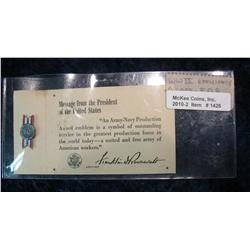 Message from the President
of the United States
"An Army-Navy Production
Award emblem is a symbol of outstanding
service in the greatest production force in
the world today—a united and free army of
American workers."
Franklin D Roosevelt
McKee Coins, Inc.
2010-2 Item # 1425